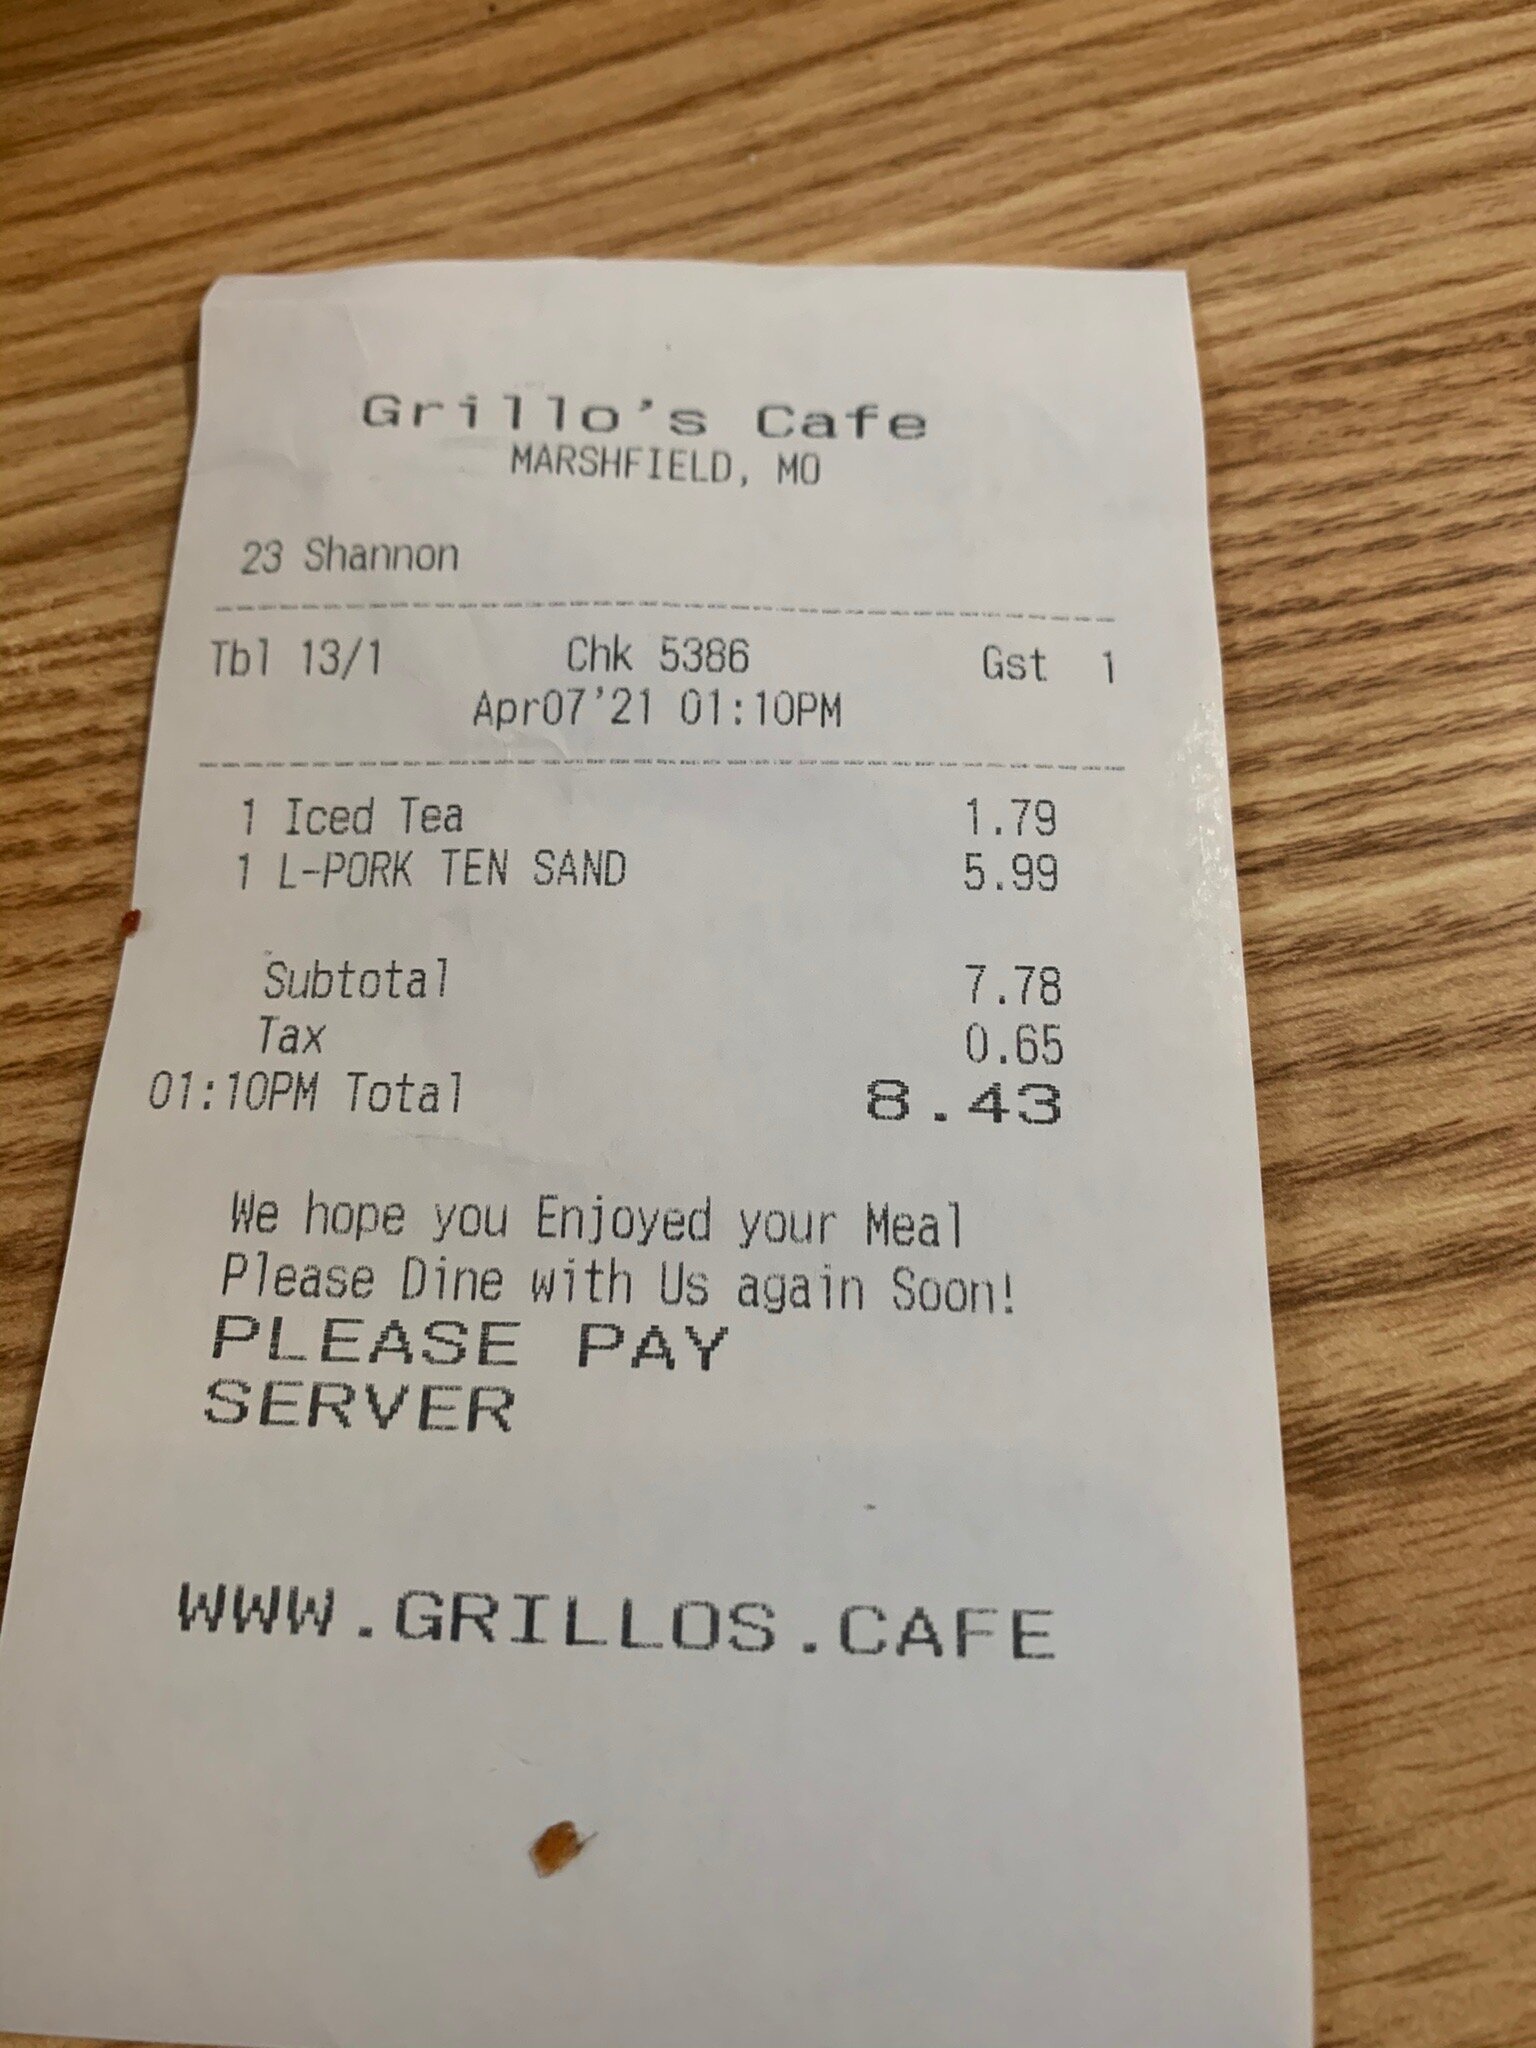 Grillo's Cafe
MARSHFIELD, MO
23 Shannon
Tbl 13/1 Chk 5386 Gst 1
Apr07'21 01:10PM
1 Iced Tea 1.79
1 L-PORK TEN SAND 5.99
Subtotal 7.78
Tax 0.65
01:10PM Total 8.43
We hope you Enjoyed your Meal
Please Dine with Us again Soon!
PLEASE PAY
SERVER
WWW.GRILLOS.CAFE